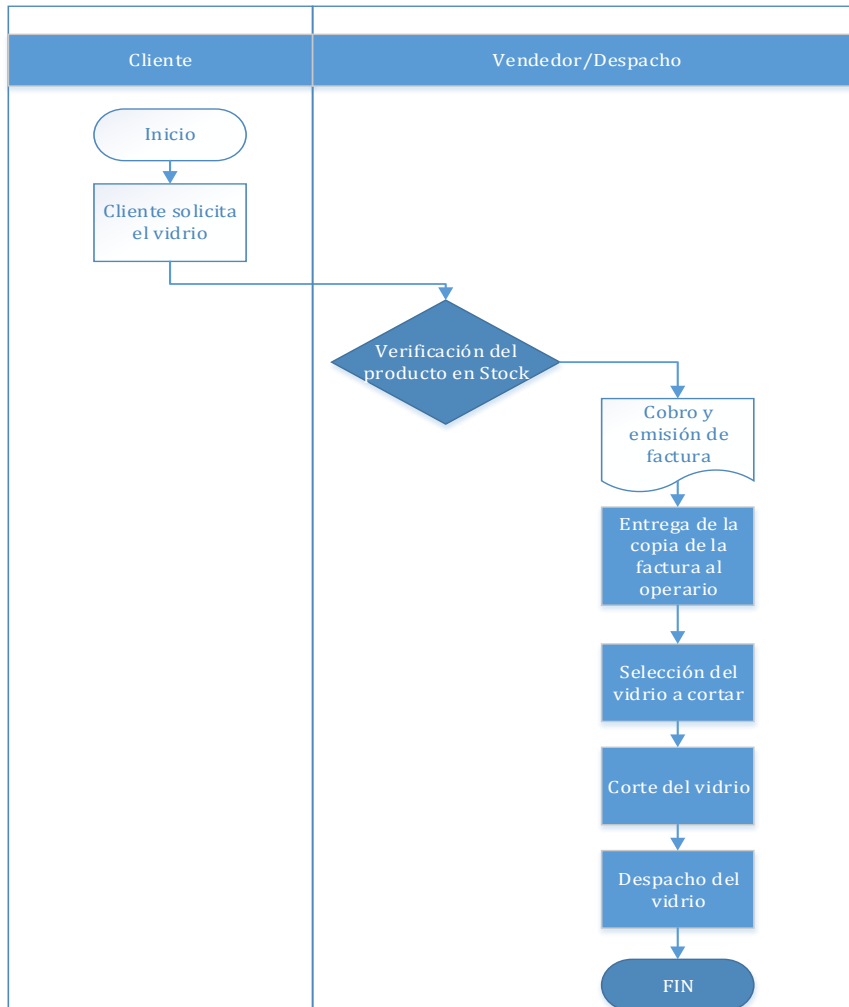 Cliente
Vendedor/Despacho
Inicio
Cliente solicita
el vidrio
Verificación del
producto en Stock
Cobro y
emisión de
factura
Entrega de la
copia de la
factura al
operario
Selección del
vidrio a cortar
Corte del vidrio
Despacho del
vidrio
FIN